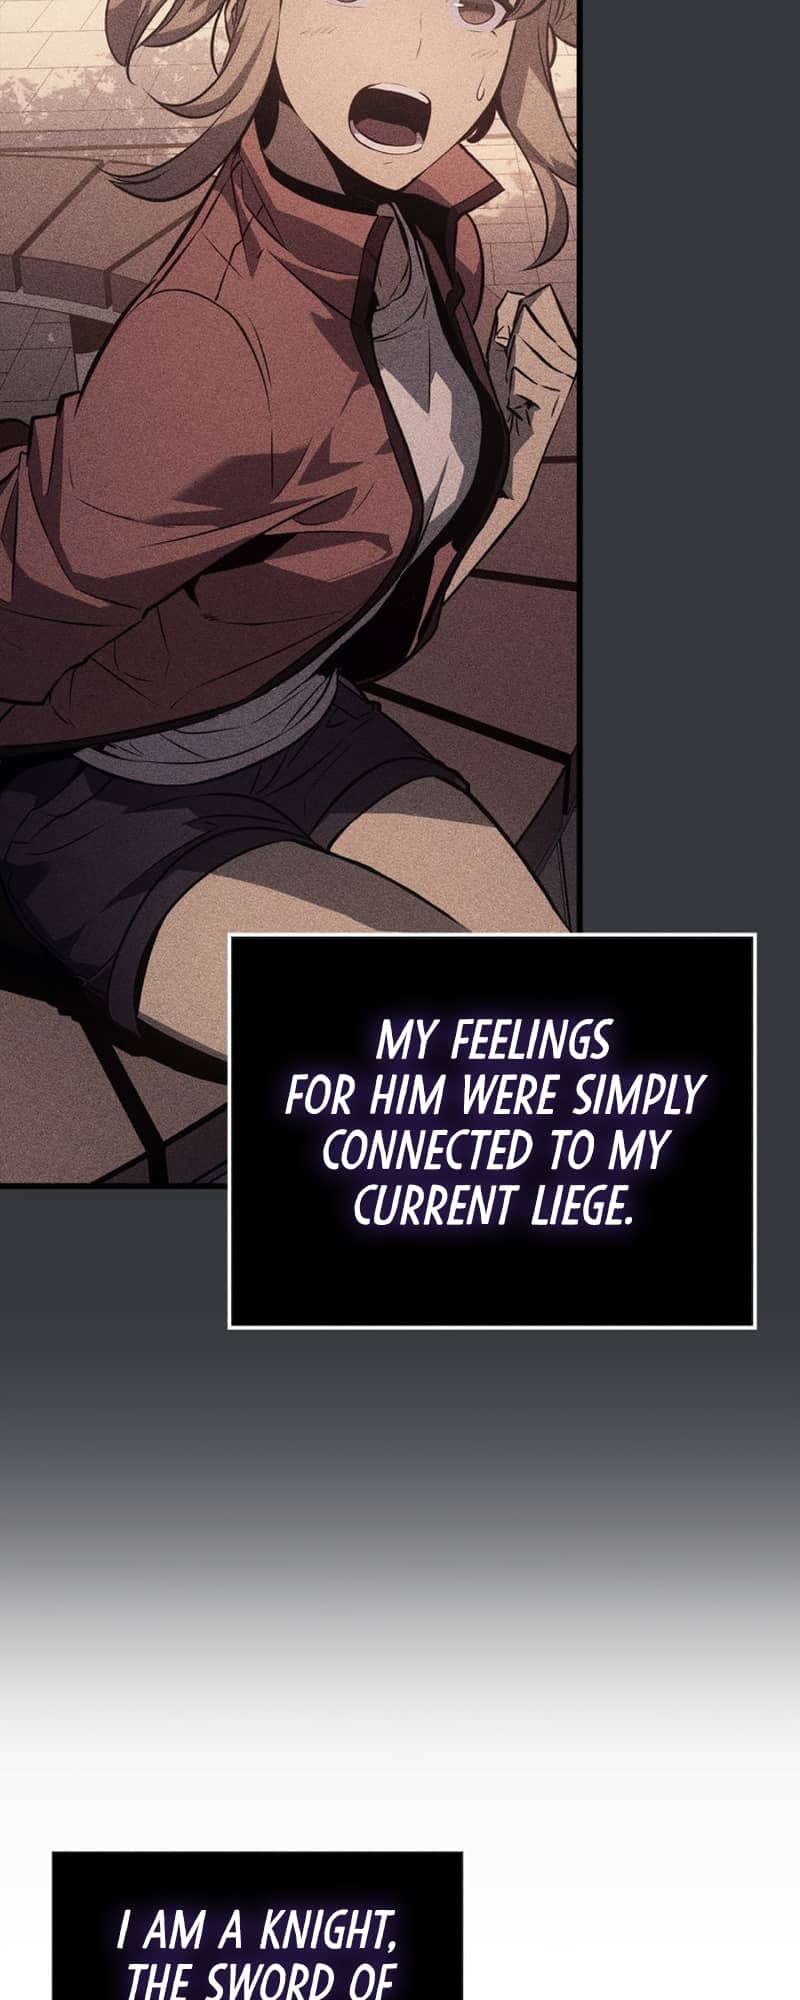 MY FEELINGS
FOR HIM WERE SIMPLY
CONNECTED TO MY
CURRENT LIEGE.
I AM A KNIGHT,
THE SWORD OF